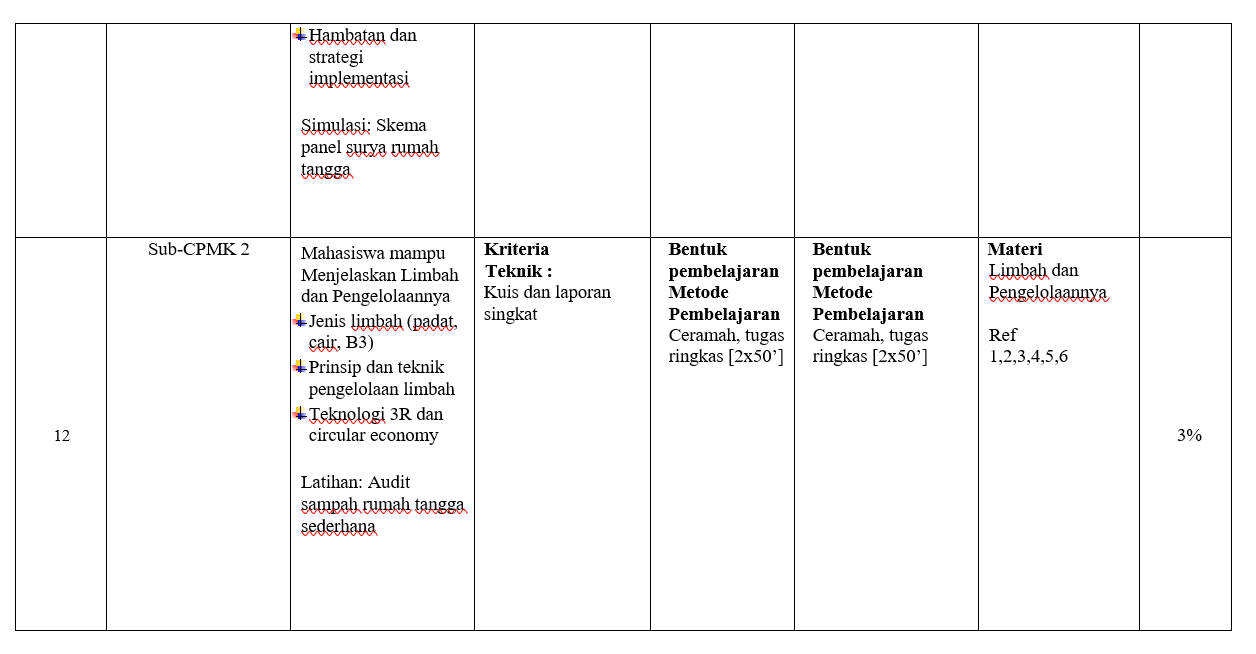 Hambatan dan
strategi
implementasi
Simulasi: Skema
panel surya rumah
tangga
12
Sub-CPMK 2
Mahasiswa mampu
Menjelaskan Limbah
dan Pengelolaannya
Jenis limbah (padat,
cair, B3)
Prinsip dan teknik
pengelolaan limbah
Teknologi 3R dan
circular economy
Latihan: Audit
sampah rumah tangga
sederhana
Kriteria
Teknik :
Kuis dan laporan
singkat
Bentuk
pembelajaran
Metode
Pembelajaran
Ceramah, tugas
ringkas [2x50’]
Bentuk
pembelajaran
Metode
Pembelajaran
Ceramah, tugas
ringkas [2x50’]
Materi
Limbah dan
Pengelolaannya
Ref
1,2,3,4,5,6
3%